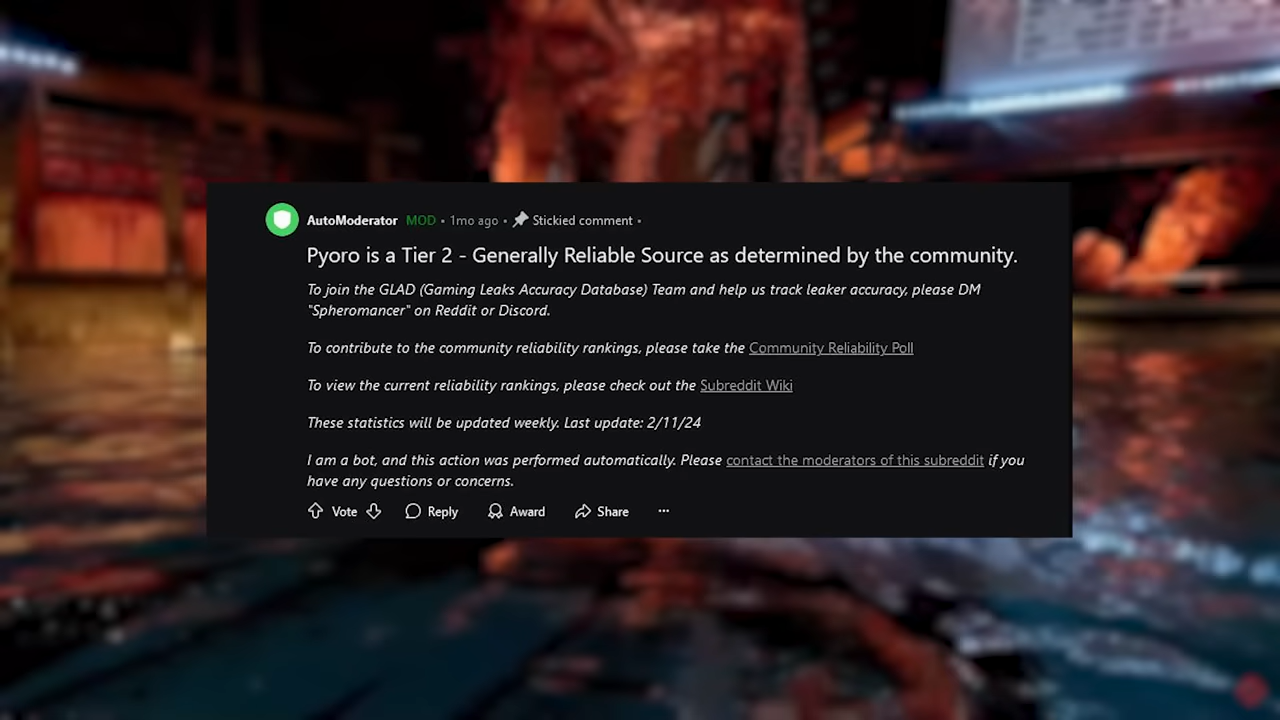 AutoModerator MOD • 1mo ago • Stickied comment •
Pyoro is a Tier 2 - Generally Reliable Source as determined by the community.
To join the GLAD (Gaming Leaks Accuracy Database) Team and help us track leaker accuracy, please DM
"Spheromancer" on Reddit or Discord.
To contribute to the community reliability rankings, please take the Community Reliability Poll
To view the current reliability rankings, please check out the Subreddit Wiki
These statistics will be updated weekly. Last update: 2/11/24
I am a bot, and this action was performed automatically. Please contact the moderators of this subreddit if you
have any questions or concerns.
Vote Reply Award Share ···